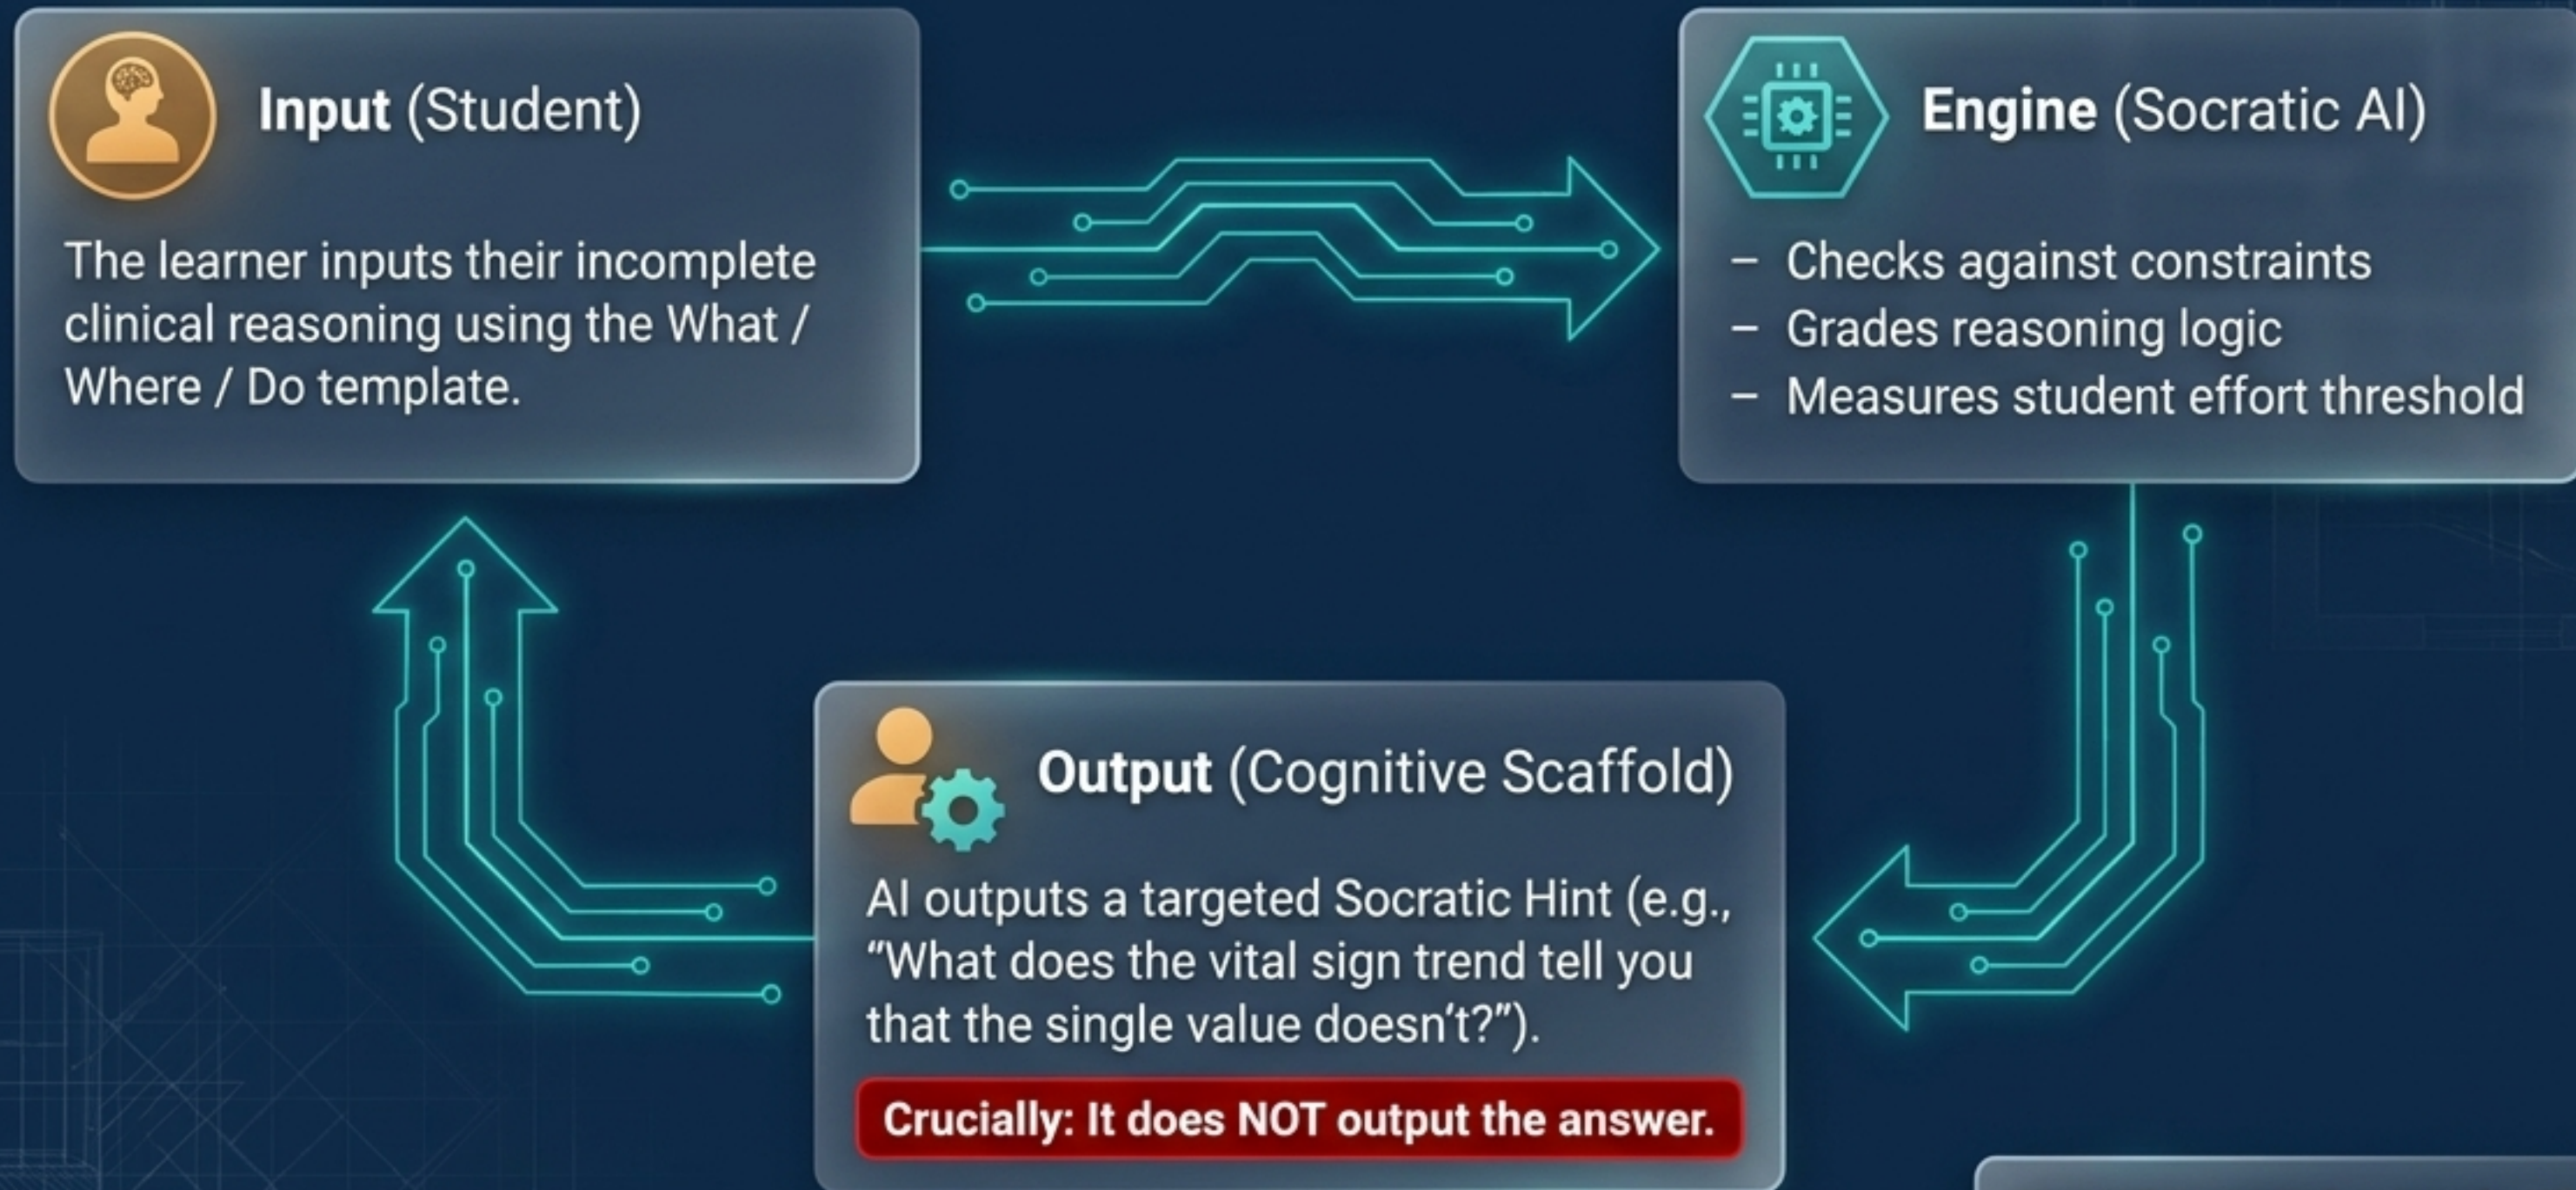 Input (Student)
The learner inputs their incomplete
clinical reasoning using the What /
Where / Do template.
Engine (Socratic AI)
– Checks against constraints
– Grades reasoning logic
– Measures student effort threshold
Output (Cognitive Scaffold)
AI outputs a targeted Socratic Hint (e.g.,
“What does the vital sign trend tell you
that the single value doesn’t?”).
Crucially: It does NOT output the answer.